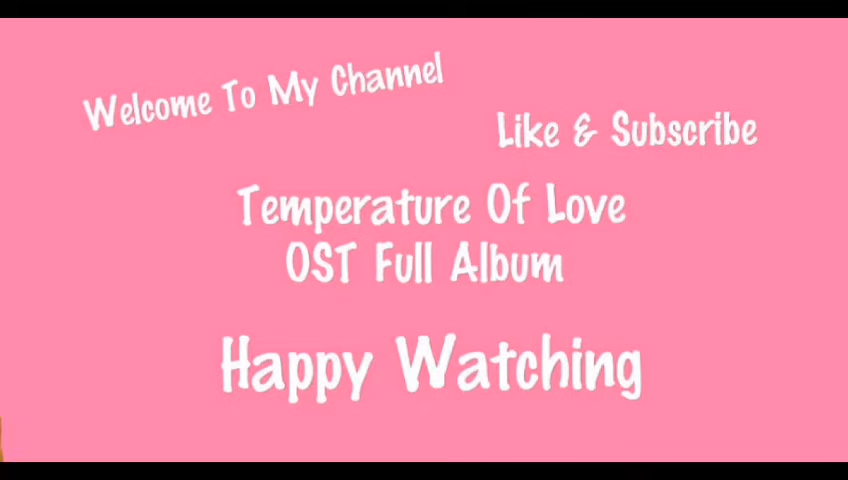 Welcome To My Channel
Like & Subscribe
Temperature Of Love
OST Full Album
Happy Watching